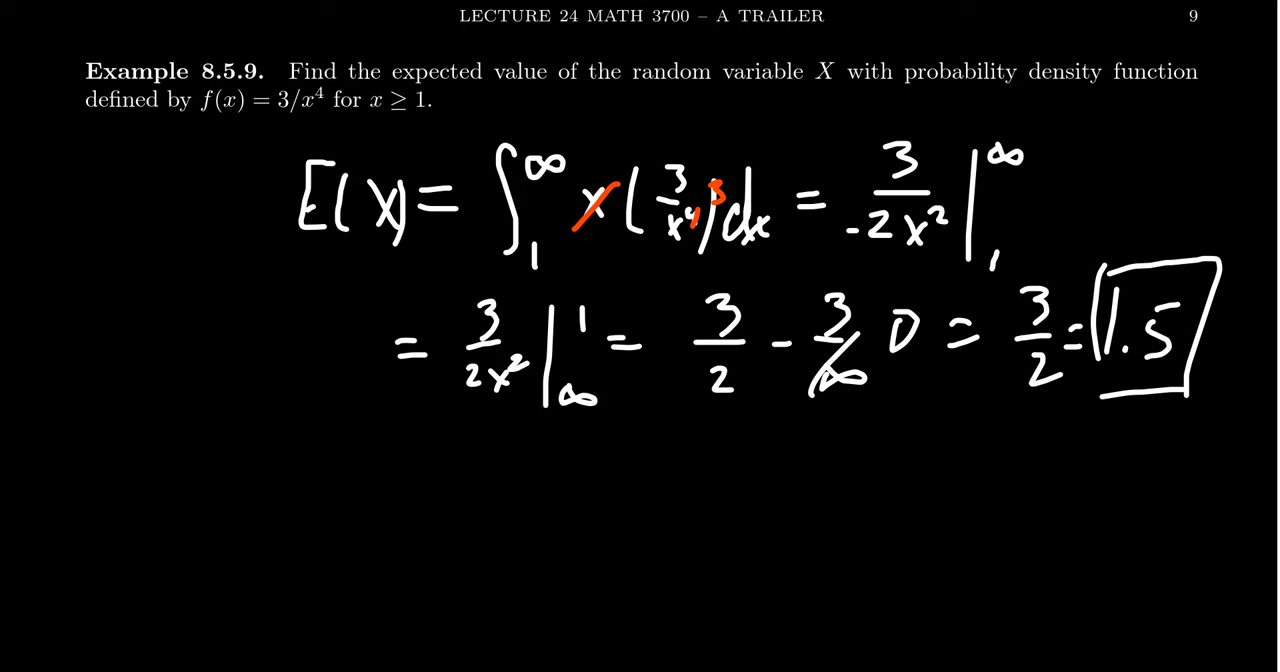 LECTURE 24 MATH 3700 – A TRAILER 9
Example 8.5.9. Find the expected value of the random variable X with probability density function
defined by f(x) = 3/x⁴ for x ≥ 1.
E(X) = ∫₁^∞ x (3/x⁴)³ dx = 3/(-2x²) |₁^∞
= 3/(2x²) |_∞^1 = 3/2 - 3/∞ 0 = 3/2 = 1.5